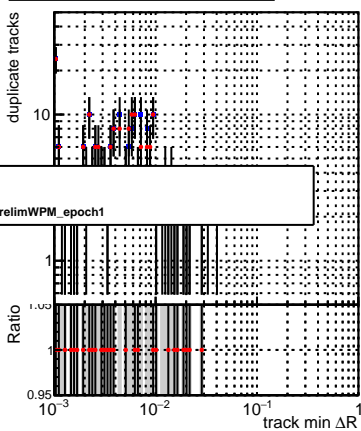 duplicate tracks
10
relimWPM_epoch1
1
1.05
Ratio
1
0.95
10⁻³
10⁻²
10⁻¹
1
track min ΔR